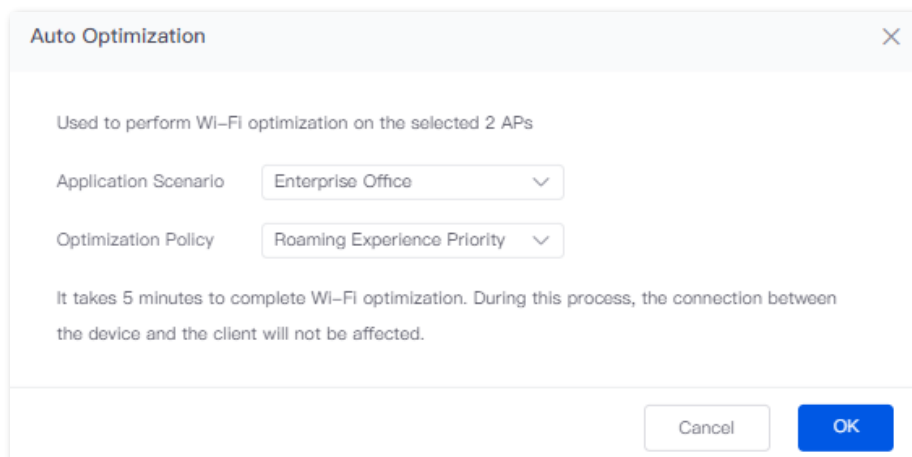 Auto Optimization
Used to perform Wi-Fi optimization on the selected 2 APs
Application Scenario Enterprise Office
Optimization Policy Roaming Experience Priority
It takes 5 minutes to complete Wi-Fi optimization. During this process, the connection between
the device and the client will not be affected.
Cancel OK